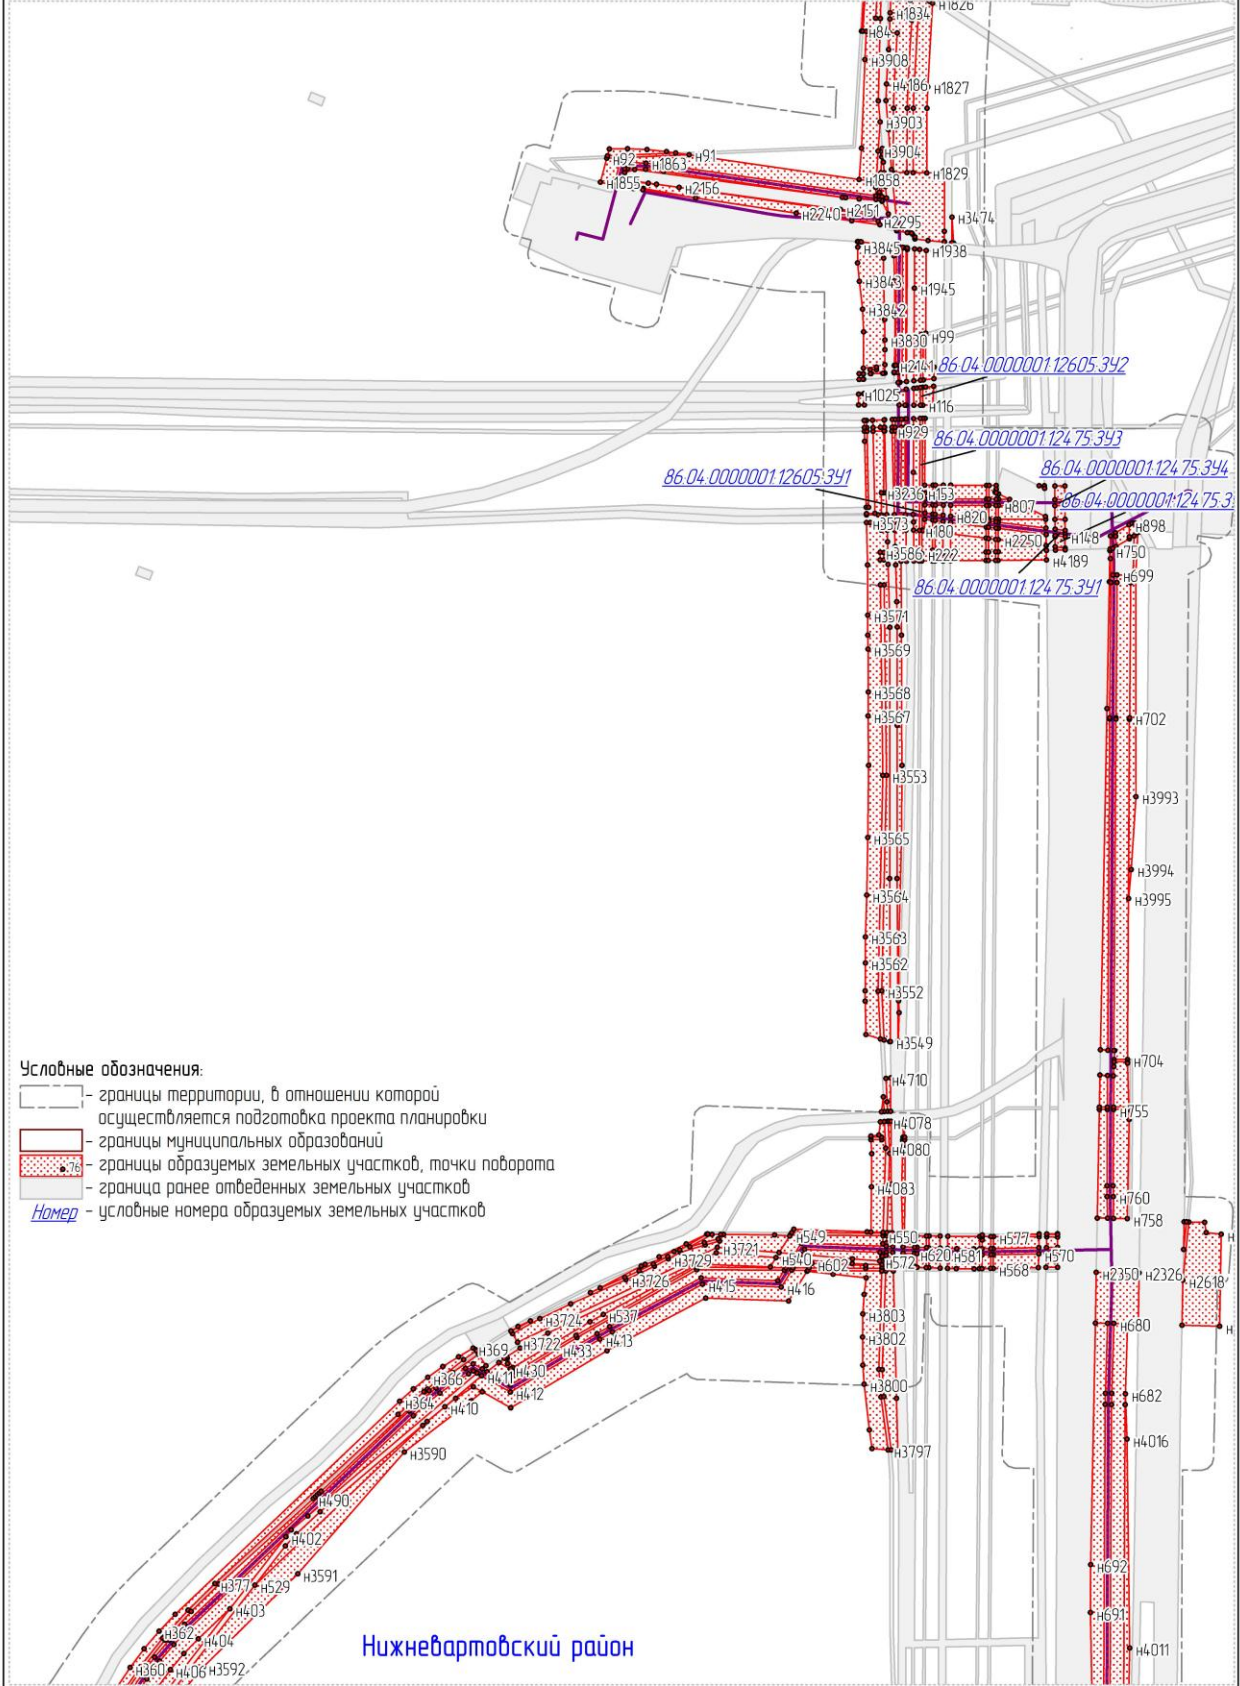 н1826
н1834
н84
н3908
н4186
н1827
н3903
н3904
н91
н92
н1863
н1829
н1858
н1855
н2156
н2240
н2151
н2295
н3474
н1938
н3845
н3843
н1945
н3842
н99
н3830
н2141
86:04:0000001:12605:ЗУ2
н1025
н116
н929
86:04:0000001:12475:ЗУ3
86:04:0000001:12605:ЗУ1
86:04:0000001:12475:ЗУ4
н3236
н153
н807
86:04:0000001:12475:З
н3573
н820
н180
н2250
н148
н898
н750
н3586
н222
н4189
н699
86:04:0000001:12475:ЗУ1
н3571
н3569
н3568
н3567
н702
н3553
н3993
н3565
н3994
н3564
н3995
н3563
н3562
н3552
н3549
н704
н4710
н755
н4078
н4080
н4083
н760
н758
Условные обозначения:
- границы территории, в отношении которой
осуществляется подготовка проекта планировки
- границы муниципальных образований
.76 - границы образуемых земельных участков, точки поворота
- граница ранее отведенных земельных участков
Номер - условные номера образуемых земельных участков
н549
н550
н577
н3721
н540
н602
н572
н620
н581
н568
н570
н3729
н3726
н415
н416
н2350
н2326
н2618
н
н
н3724
н537
н3803
н680
н3722
н433
н413
н3802
н369
н430
н366
н411
н412
н3800
н682
н364
н410
н4016
н3590
н3797
н490
н402
н692
н3591
н377
н529
н403
н691
н362
н404
н4011
н360
н406
н3592
Нижневартовский район